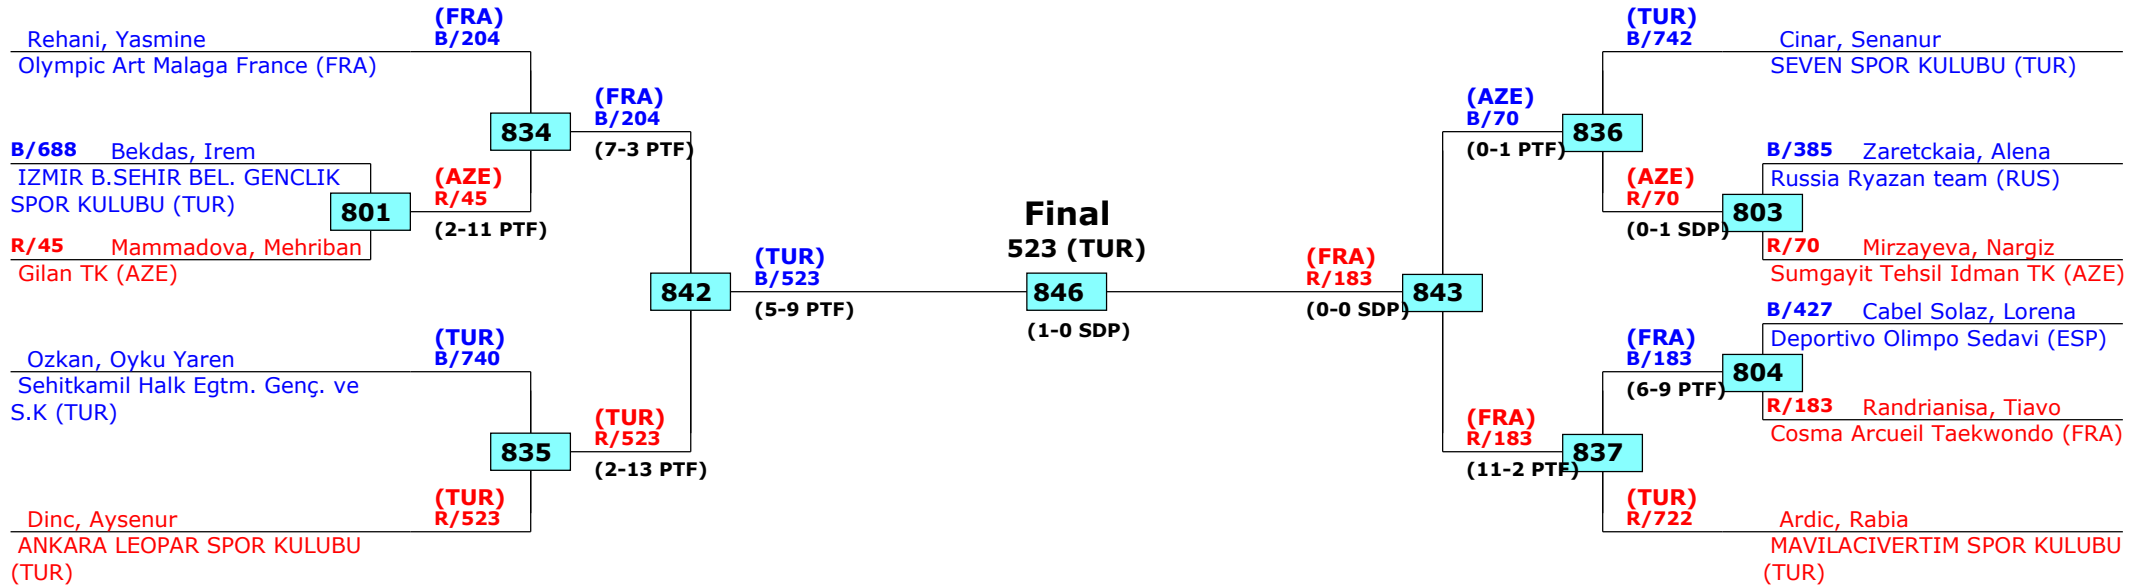 (FRA)
B/204
Rehani, Yasmine
Olympic Art Malaga France (FRA)
834
(FRA)
B/204
(7-3 PTF)
B/688 Bekdas, Irem
IZMIR B.SEHIR BEL. GENCLIK
SPOR KULUBU (TUR)
801
(AZE)
R/45
(2-11 PTF)
R/45 Mammadova, Mehriban
Gilan TK (AZE)
842
(TUR)
B/523
(5-9 PTF)
(TUR)
B/740
Ozkan, Oyku Yaren
Sehitkamil Halk Egtm. Genç. ve
S.K (TUR)
835
(TUR)
R/523
(2-13 PTF)
(TUR)
R/523
Dinc, Aysenur
ANKARA LEOPAR SPOR KULUBU
(TUR)
Final
523 (TUR)
846
(1-0 SDP)
(TUR)
B/742
Cinar, Senanur
SEVEN SPOR KULUBU (TUR)
(AZE)
B/70
836
(0-1 PTF)
B/385 Zaretckaia, Alena
Russia Ryazan team (RUS)
(AZE)
R/70
803
(0-1 SDP)
R/70 Mirzayeva, Nargiz
Sumgayit Tehsil Idman TK (AZE)
(FRA)
R/183
843
(0-0 SDP)
B/427 Cabel Solaz, Lorena
Deportivo Olimpo Sedavi (ESP)
(FRA)
B/183
804
(6-9 PTF)
R/183 Randrianisa, Tiavo
Cosma Arcueil Taekwondo (FRA)
(FRA)
R/183
837
(11-2 PTF)
(TUR)
R/722
Ardic, Rabia
MAVILACIVERTIM SPOR KULUBU
(TUR)